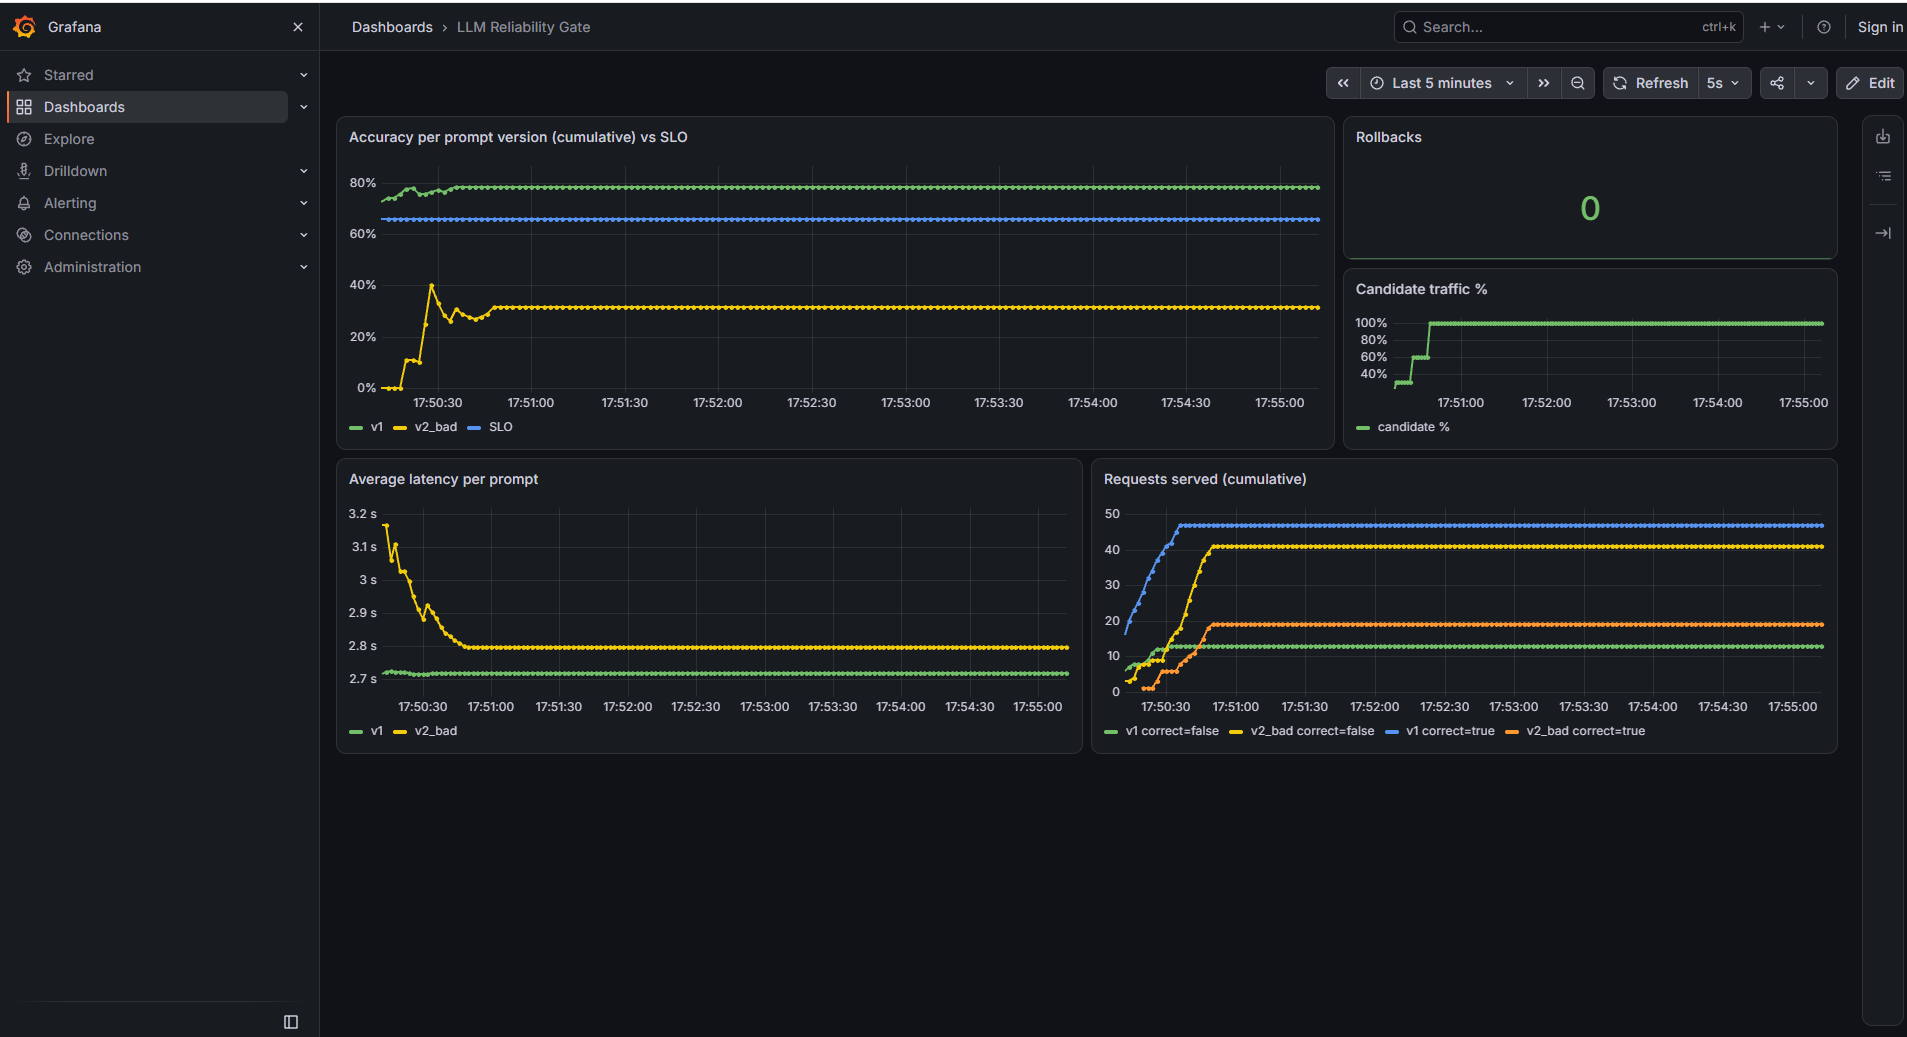 Grafana
Dashboards › LLM Reliability Gate
Search... ctrl+k
Sign in
Starred
Dashboards
Explore
Drilldown
Alerting
Connections
Administration
Last 5 minutes
Refresh 5s
Edit
Accuracy per prompt version (cumulative) vs SLO
80%
60%
40%
20%
0%
17:50:30 17:51:00 17:51:30 17:52:00 17:52:30 17:53:00 17:53:30 17:54:00 17:54:30 17:55:00
v1 v2_bad SLO
Rollbacks
0
Candidate traffic %
100%
80%
60%
40%
17:51:00 17:52:00 17:53:00 17:54:00 17:55:00
candidate %
Average latency per prompt
3.2 s
3.1 s
3 s
2.9 s
2.8 s
2.7 s
17:50:30 17:51:00 17:51:30 17:52:00 17:52:30 17:53:00 17:53:30 17:54:00 17:54:30 17:55:00
v1 v2_bad
Requests served (cumulative)
50
40
30
20
10
0
17:50:30 17:51:00 17:51:30 17:52:00 17:52:30 17:53:00 17:53:30 17:54:00 17:54:30 17:55:00
v1 correct=false v2_bad correct=false v1 correct=true v2_bad correct=true